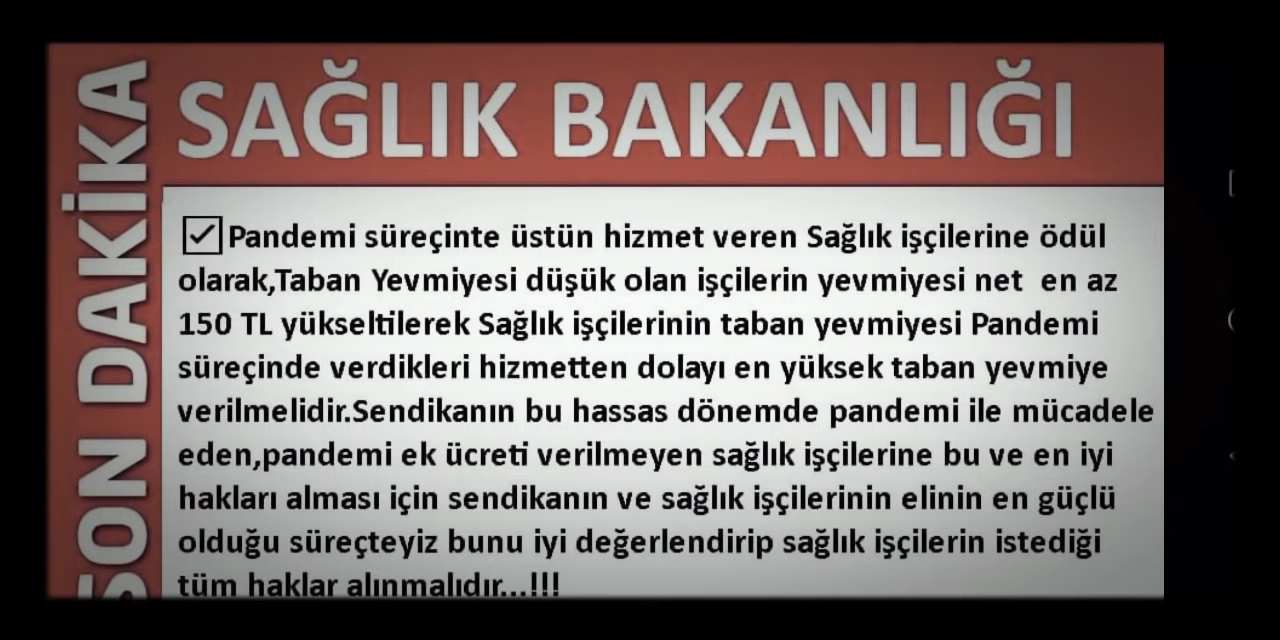 SON DAKİKA
SAĞLIK BAKANLIĞI
Pandemi süreçinte üstün hizmet veren Sağlık işçilerine ödül
olarak,Taban Yevmiyesi düşük olan işçilerin yevmiyesi net  en az
150 TL yükseltilerek Sağlık işçilerinin taban yevmiyesi Pandemi
süreçinde verdikleri hizmetten dolayı en yüksek taban yevmiye
verilmelidir.Sendikanın bu hassas dönemde pandemi ile mücadele
eden,pandemi ek ücreti verilmeyen sağlık işçilerine bu ve en iyi
hakları alması için sendikanın ve sağlık işçilerinin elinin en güçlü
olduğu süreçteyiz bunu iyi değerlendirip sağlık işçilerin istediği
tüm haklar alınmalıdır...!!!